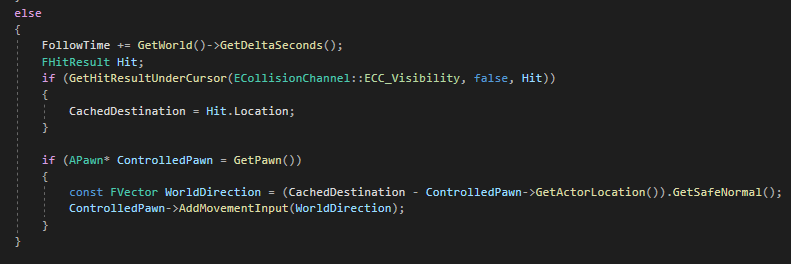 else
{
FollowTime += GetWorld()->GetDeltaSeconds();
FHitResult Hit;
if (GetHitResultUnderCursor(ECollisionChannel::ECC_Visibility, false, Hit))
{
CachedDestination = Hit.Location;
}
if (APawn* ControlledPawn = GetPawn())
{
const FVector WorldDirection = (CachedDestination - ControlledPawn->GetActorLocation()).GetSafeNormal();
ControlledPawn->AddMovementInput(WorldDirection);
}
}